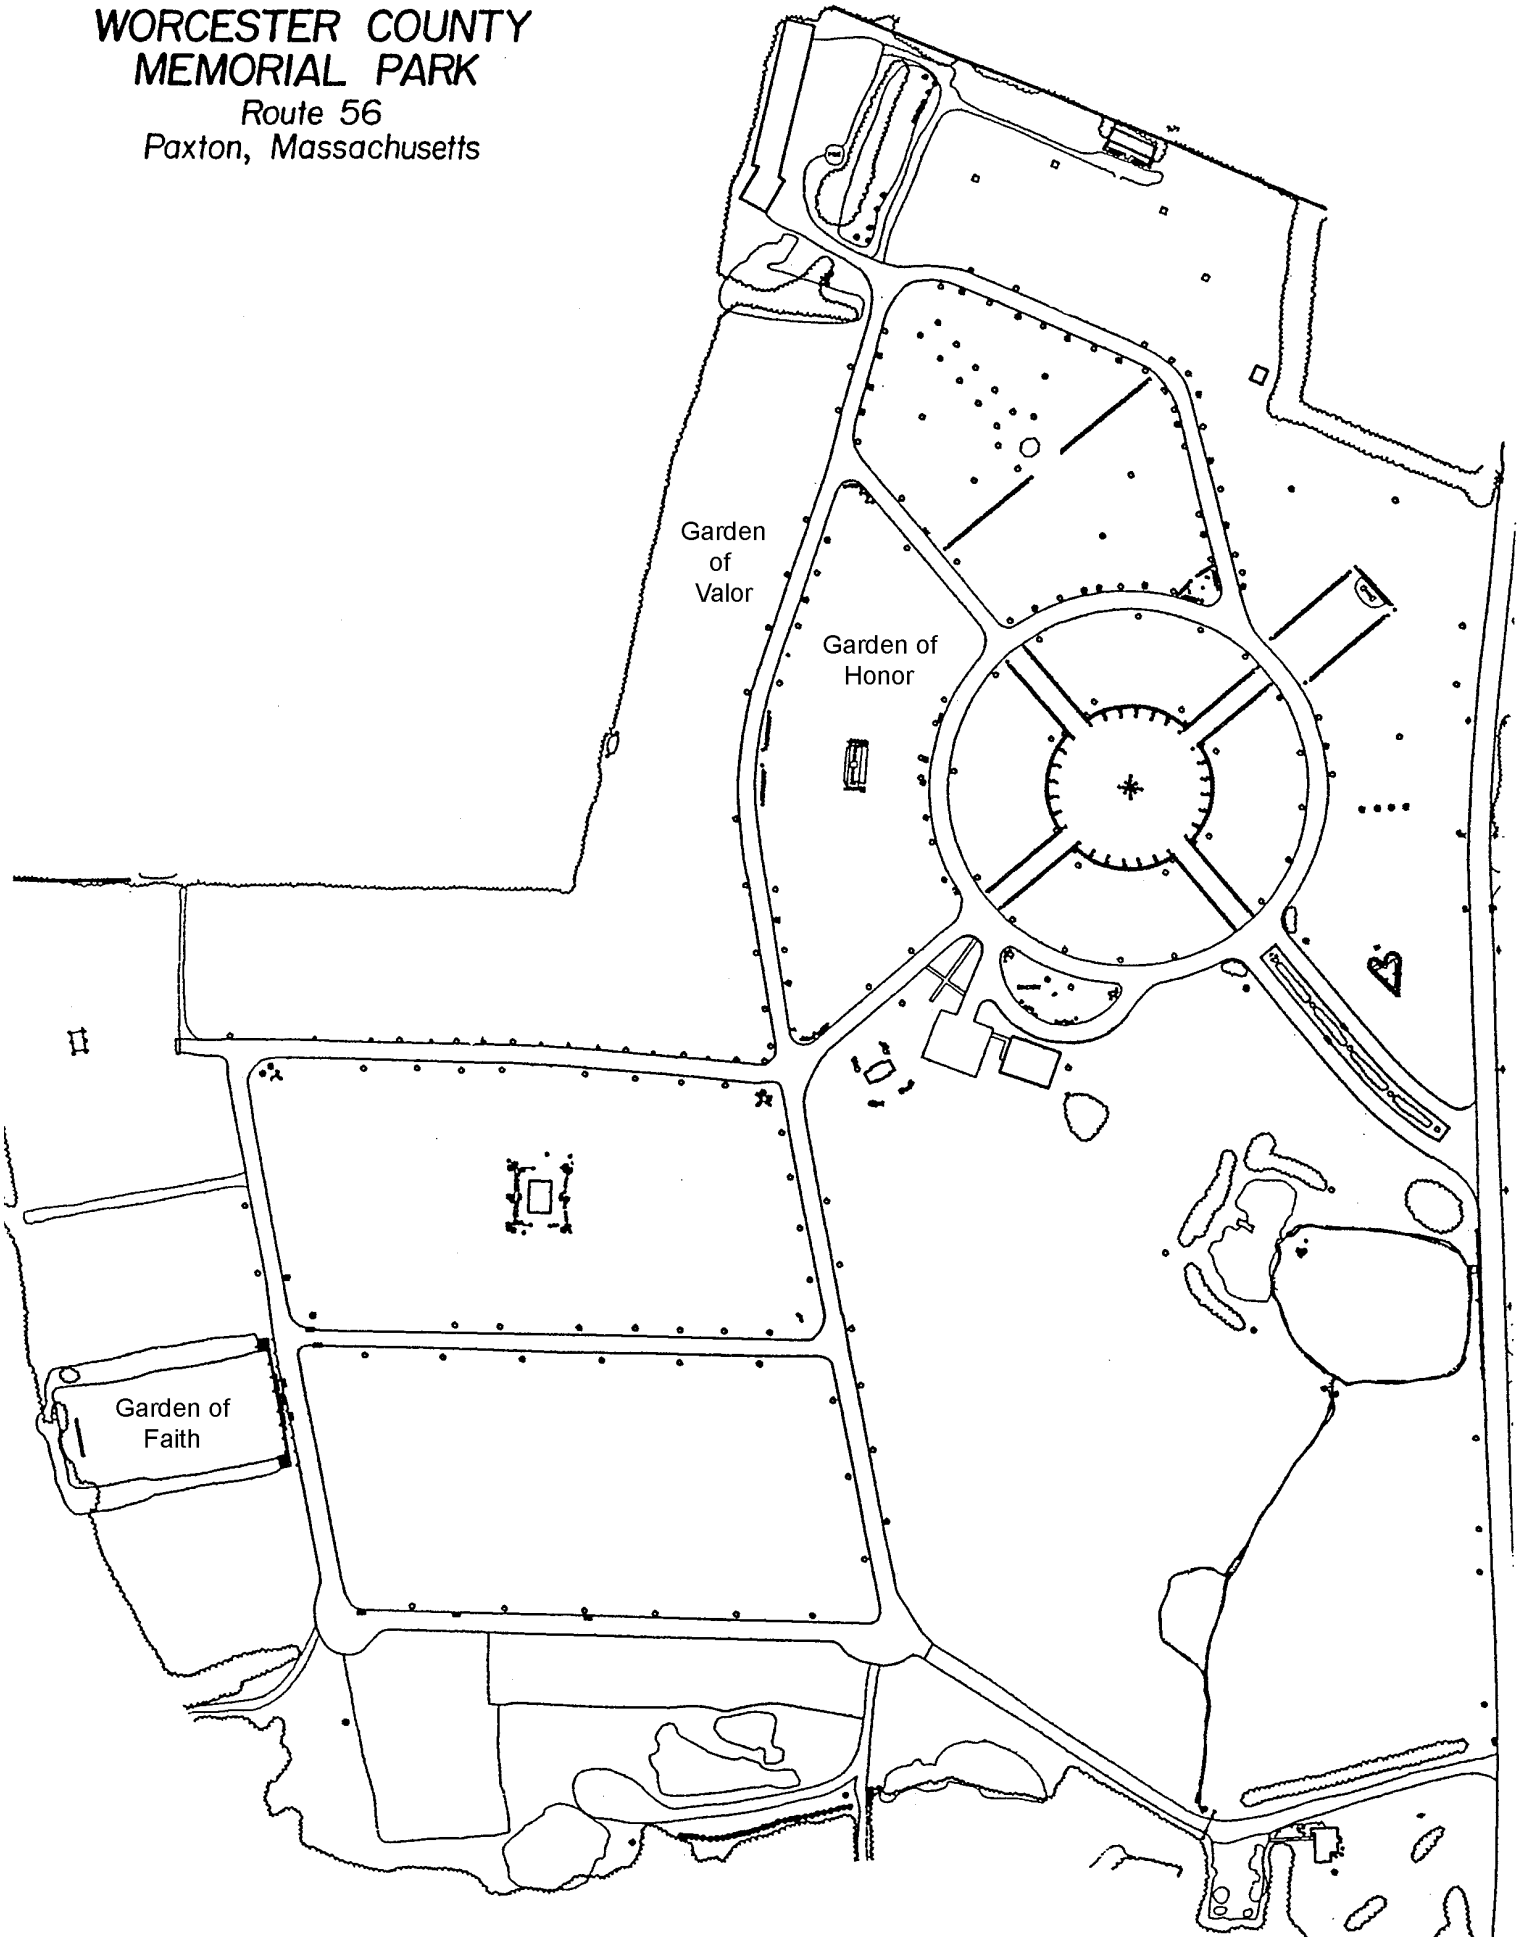 WORCESTER COUNTY
MEMORIAL PARK
Route 56
Paxton, Massachusetts
Garden
of
Valor
Garden of
Honor
Garden of
Faith